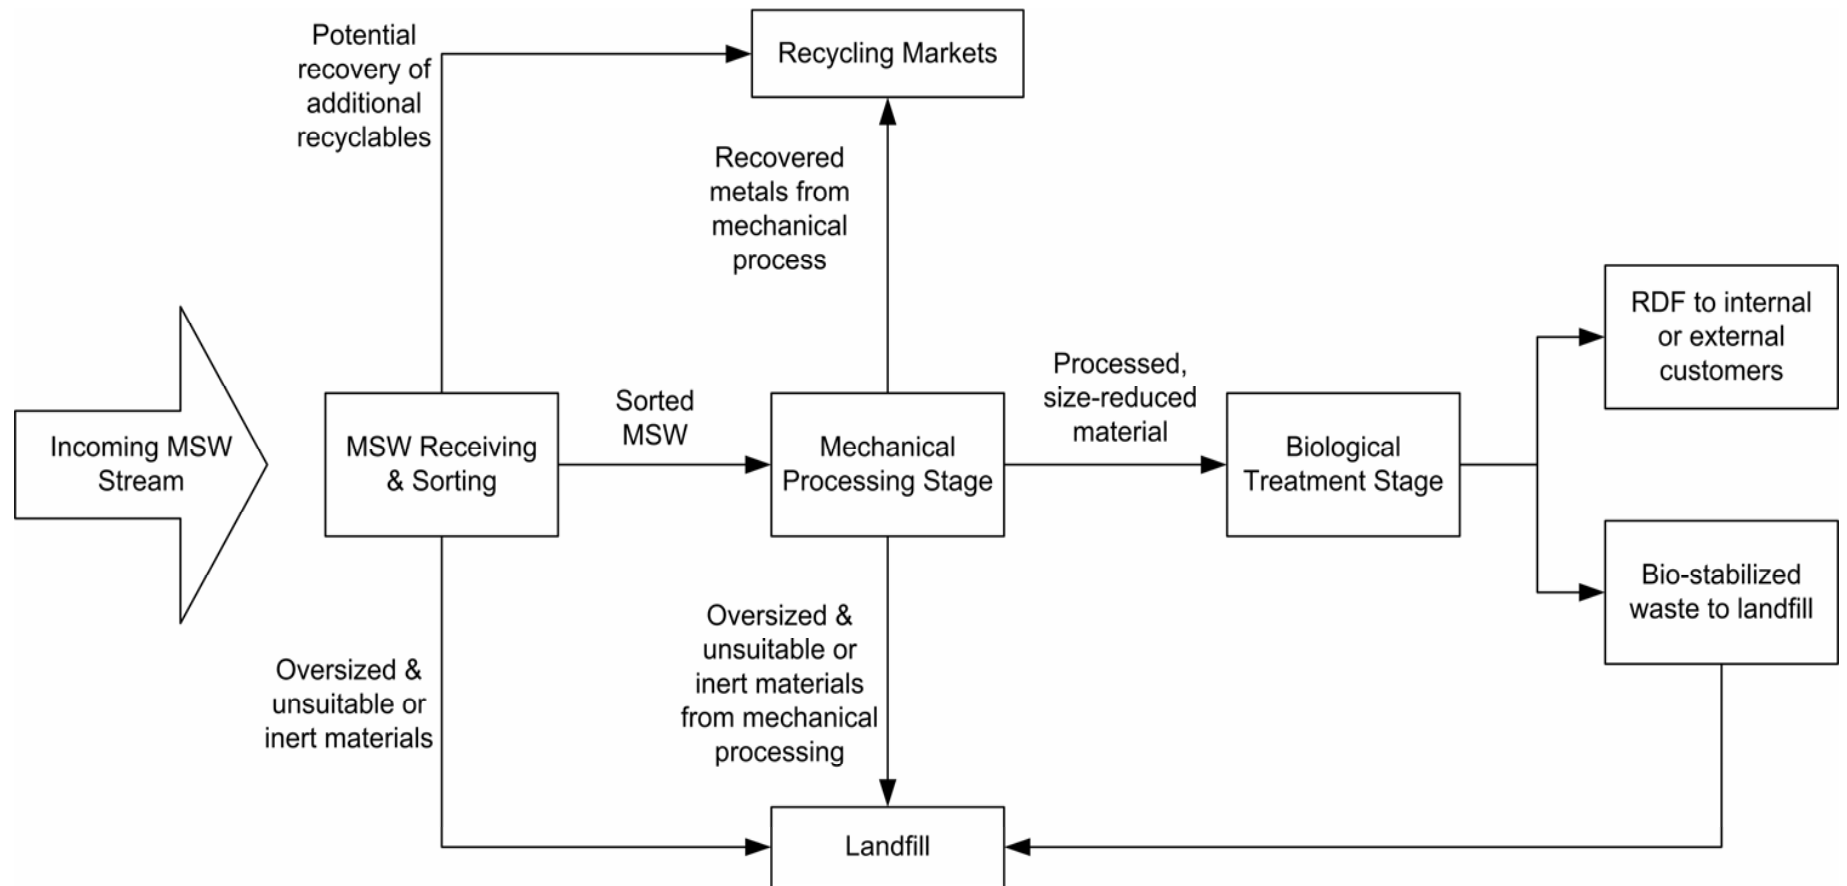 Potential
recovery of
additional
recyclables
Recycling Markets
Recovered
metals from
mechanical
process
RDF to internal
or external
customers
Incoming MSW
Stream
MSW Receiving
& Sorting
Sorted
MSW
Mechanical
Processing Stage
Processed,
size-reduced
material
Biological
Treatment Stage
Bio-stabilized
waste to landfill
Oversized &
unsuitable or
inert materials
Oversized &
unsuitable or
inert materials
from mechanical
processing
Landfill